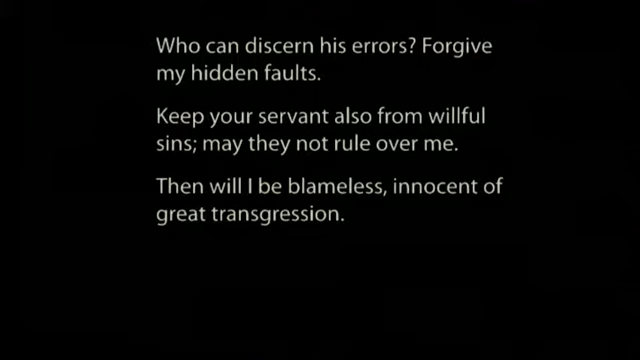 Who can discern his errors? Forgive
my hidden faults.
Keep your servant also from willful
sins; may they not rule over me.
Then will I be blameless, innocent of
great transgression.